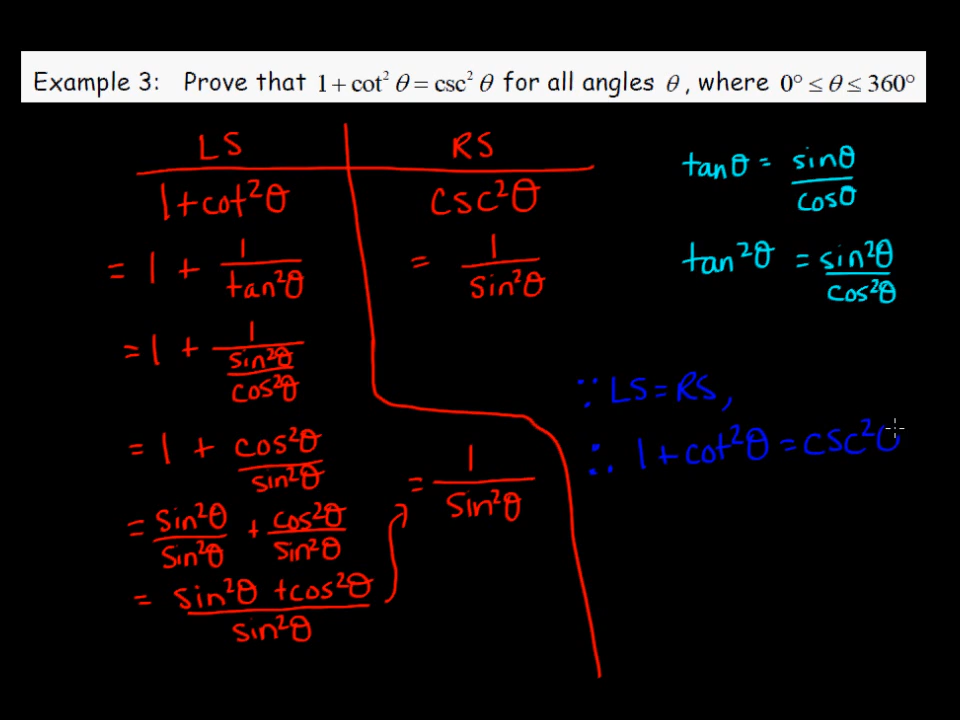 Example 3: Prove that 1 + cot² θ = csc² θ for all angles θ, where 0° ≤ θ ≤ 360°
LS
1 + cot²θ
= 1 + 1/tan²θ
= 1 + 1/(sin²θ/cos²θ)
= 1 + cos²θ/sin²θ
= sin²θ/sin²θ + cos²θ/sin²θ
= sin²θ + cos²θ/sin²θ
= 1/sin²θ
RS
csc²θ
= 1/sin²θ
tanθ = sinθ/cosθ
tan²θ = sin²θ/cos²θ
∵ LS = RS,
∴ 1 + cot²θ = csc²θ